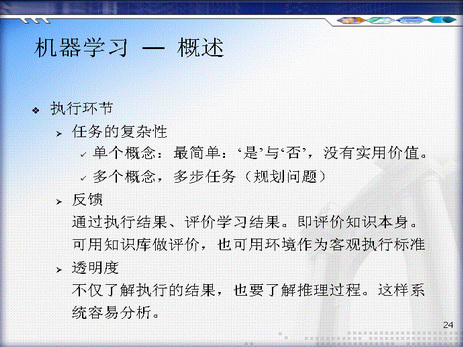 机器学习 — 概述
❖ 执行环节
➢ 任务的复杂性
✓ 单个概念：最简单：‘是’与‘否’，没有实用价值。
✓ 多个概念，多步任务（规划问题）
➢ 反馈
通过执行结果、评价学习结果。即评价知识本身。
可用知识库做评价，也可用环境作为客观执行标准
➢ 透明度
不仅了解执行的结果，也要了解推理过程。这样系
统容易分析。
24